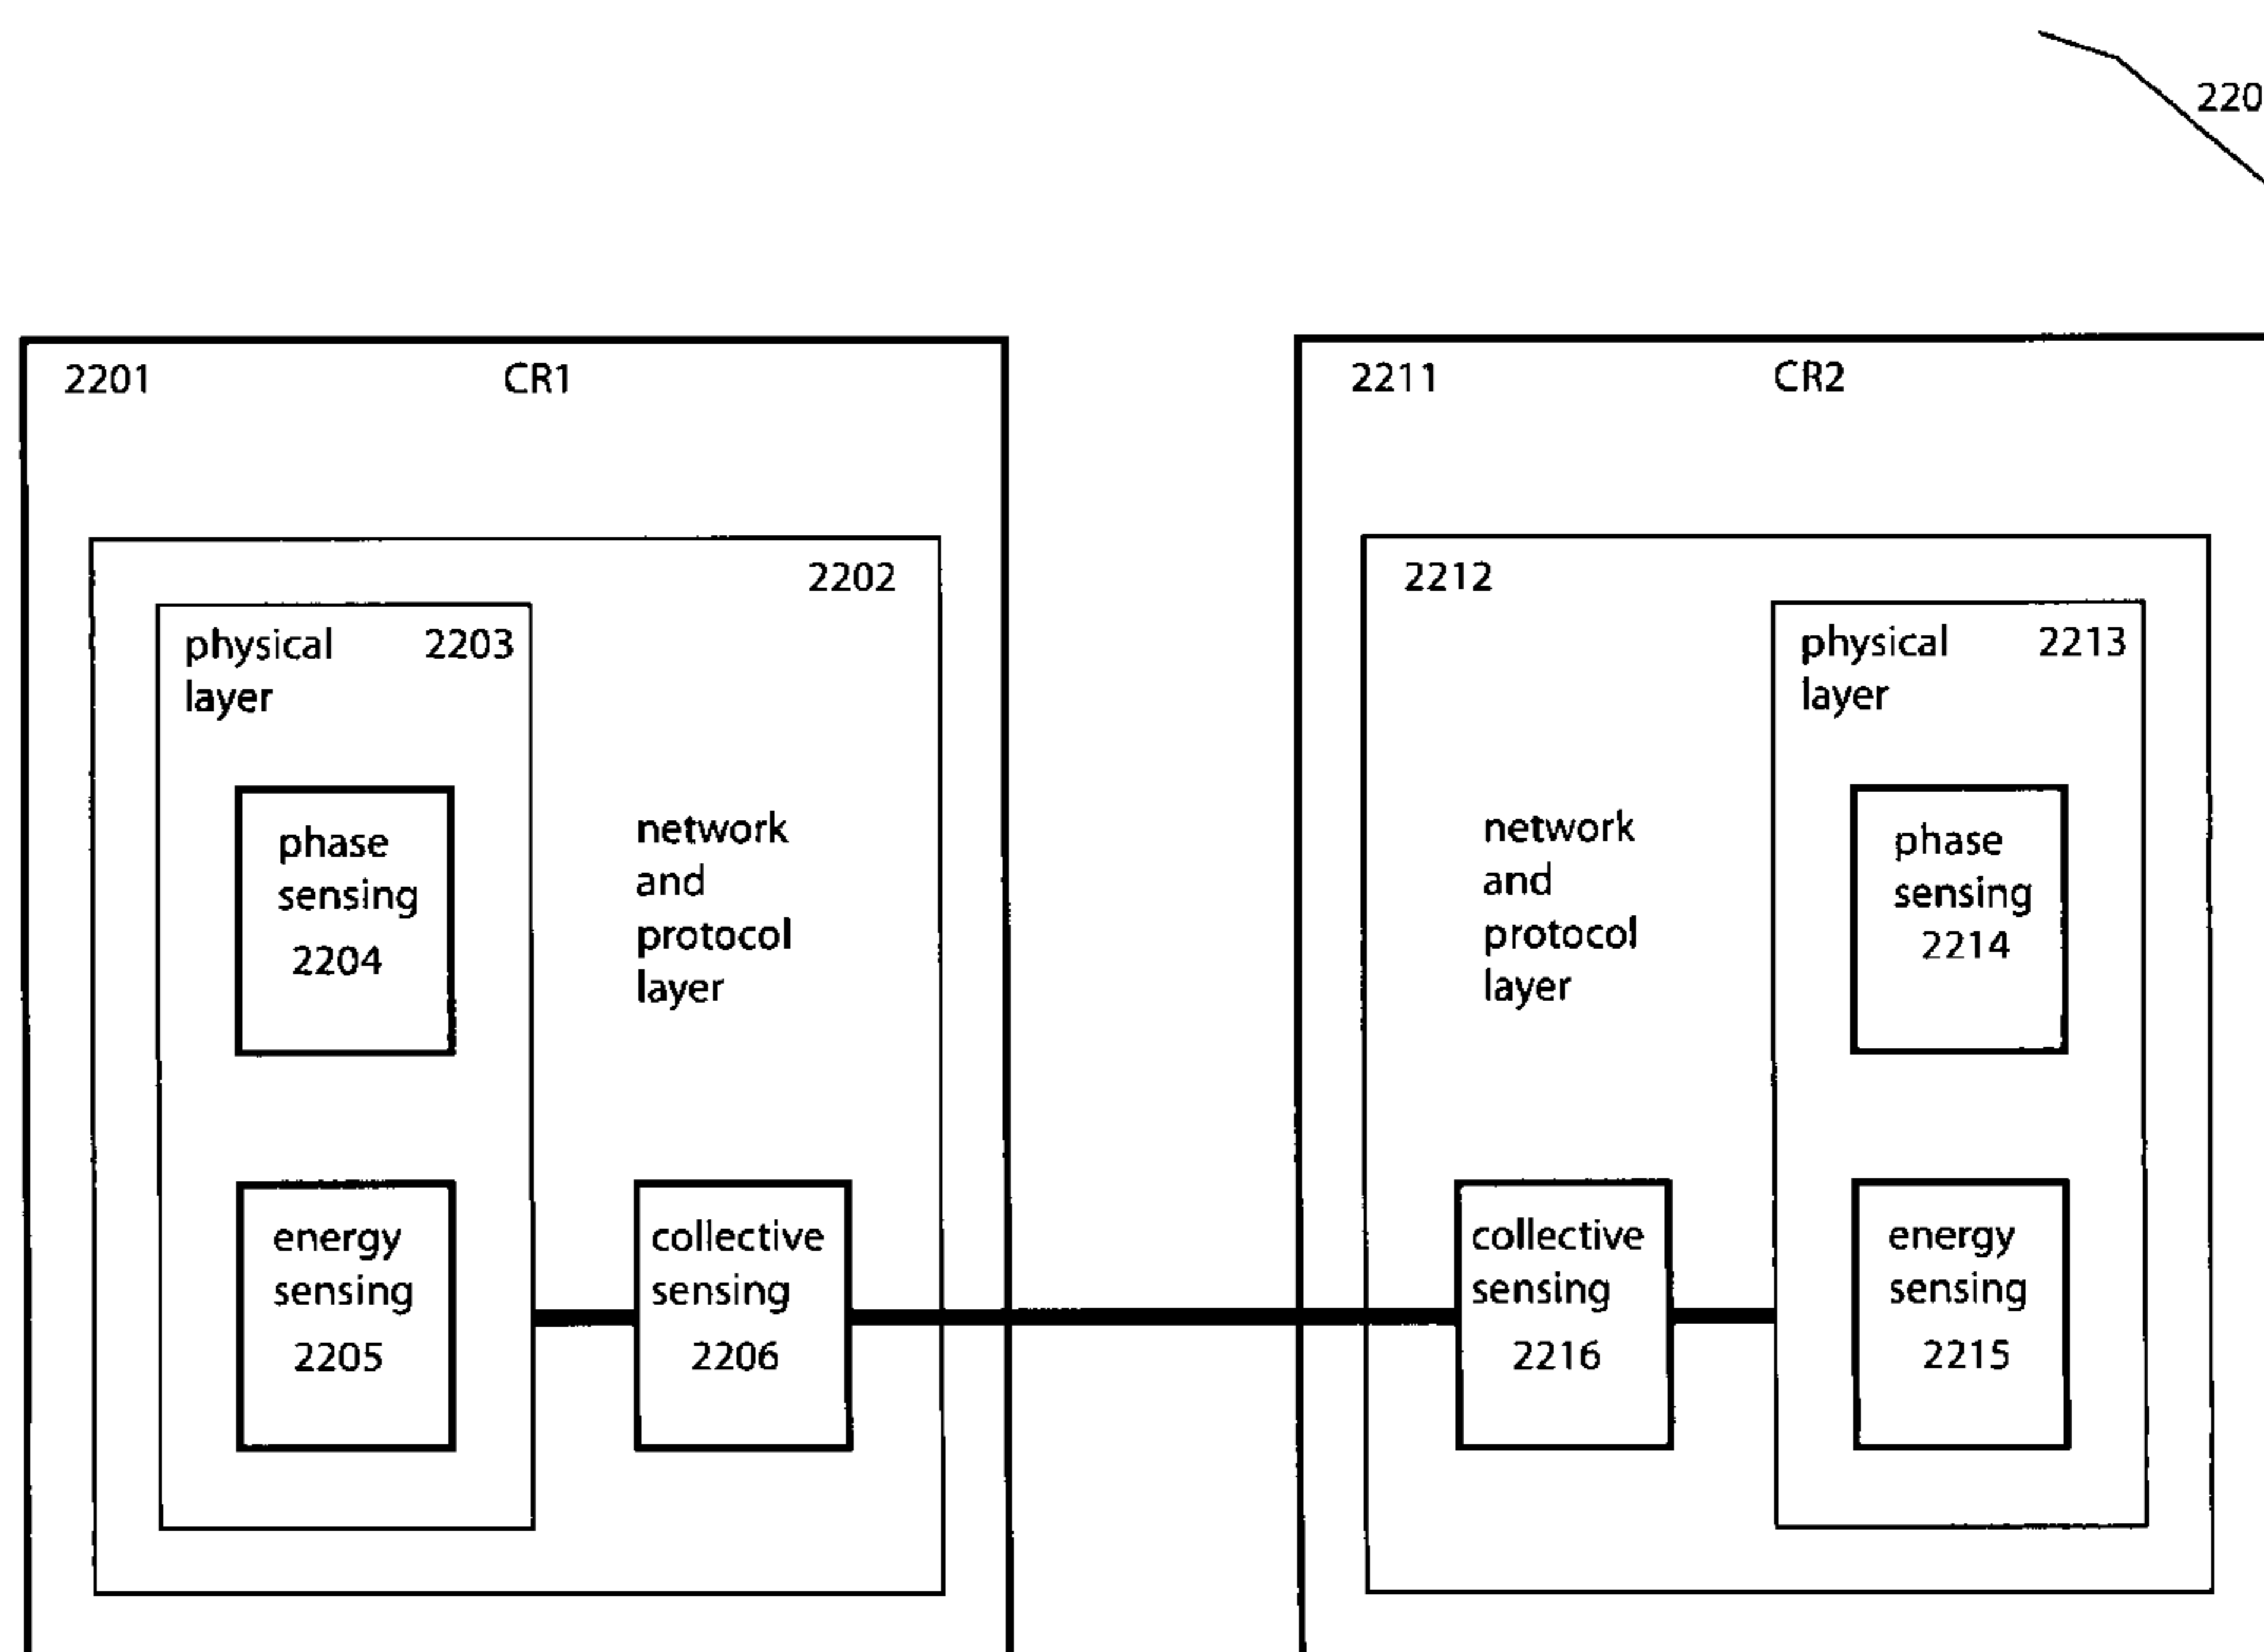 220
2201 CR1
2202
physical 2203
layer
phase
sensing
2204
network
and
protocol
layer
energy
sensing
2205
collective
sensing
2206
2211 CR2
2212
physical 2213
layer
network
and
protocol
layer
phase
sensing
2214
collective
sensing
2216
energy
sensing
2215